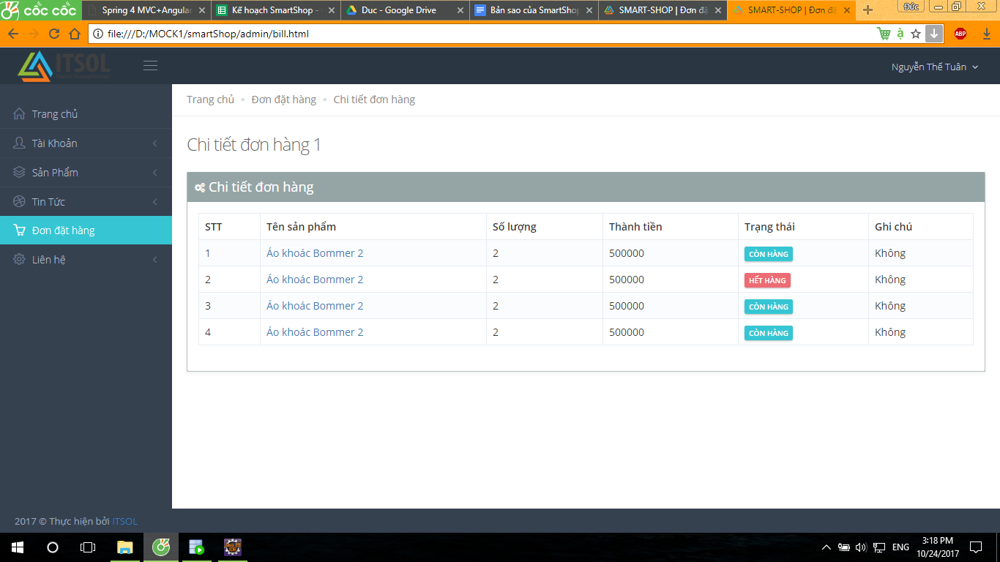 cốc cốc
Spring 4 MVC+Angular
Kế hoạch SmartShop -
Duc - Google Drive
Bản sao của SmartShop
SMART-SHOP | Đơn đặ
SMART-SHOP | Đơn đặ
Đức
file:///D:/MOCK1/smartShop/admin/bill.html
ABP
ITSOL
Nguyễn Thế Tuân
Trang chủ
Tài Khoản
Sản Phẩm
Tin Tức
Đơn đặt hàng
Liên hệ
Trang chủ Đơn đặt hàng Chi tiết đơn hàng
Chi tiết đơn hàng 1
Chi tiết đơn hàng
STT Tên sản phẩm Số lượng Thành tiền Trạng thái Ghi chú
1 Áo khoác Bommer 2 2 500000 CÒN HÀNG Không
2 Áo khoác Bommer 2 2 500000 HẾT HÀNG Không
3 Áo khoác Bommer 2 2 500000 CÒN HÀNG Không
4 Áo khoác Bommer 2 2 500000 CÒN HÀNG Không
2017 © Thực hiện bởi ITSOL
ENG
3:18 PM
10/24/2017